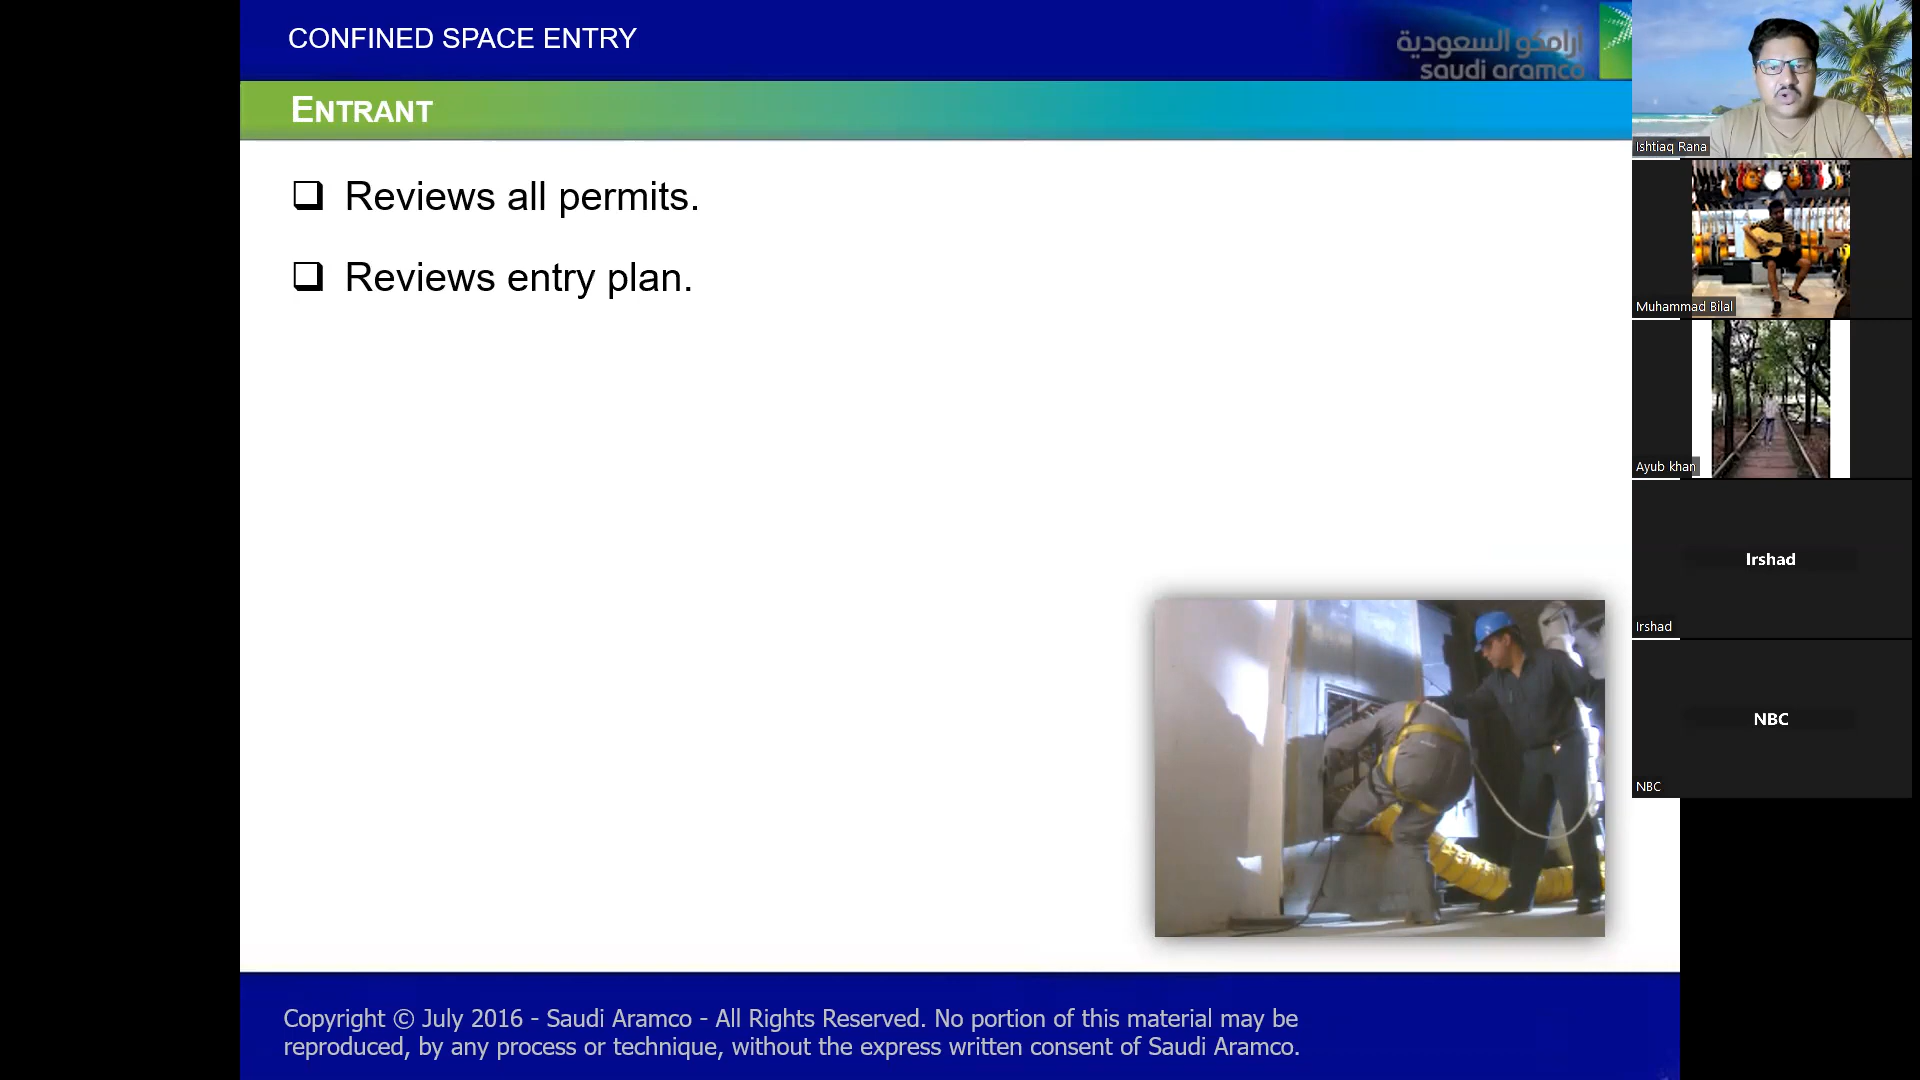 CONFINED SPACE ENTRY
أرامكو السعودية
saudi aramco
ENTRANT
Reviews all permits.
Reviews entry plan.
Copyright © July 2016 - Saudi Aramco - All Rights Reserved. No portion of this material may be
reproduced, by any process or technique, without the express written consent of Saudi Aramco.
Ishtiaq Rana
Muhammad Bilal
Ayub khan
Irshad
Irshad
NBC
NBC